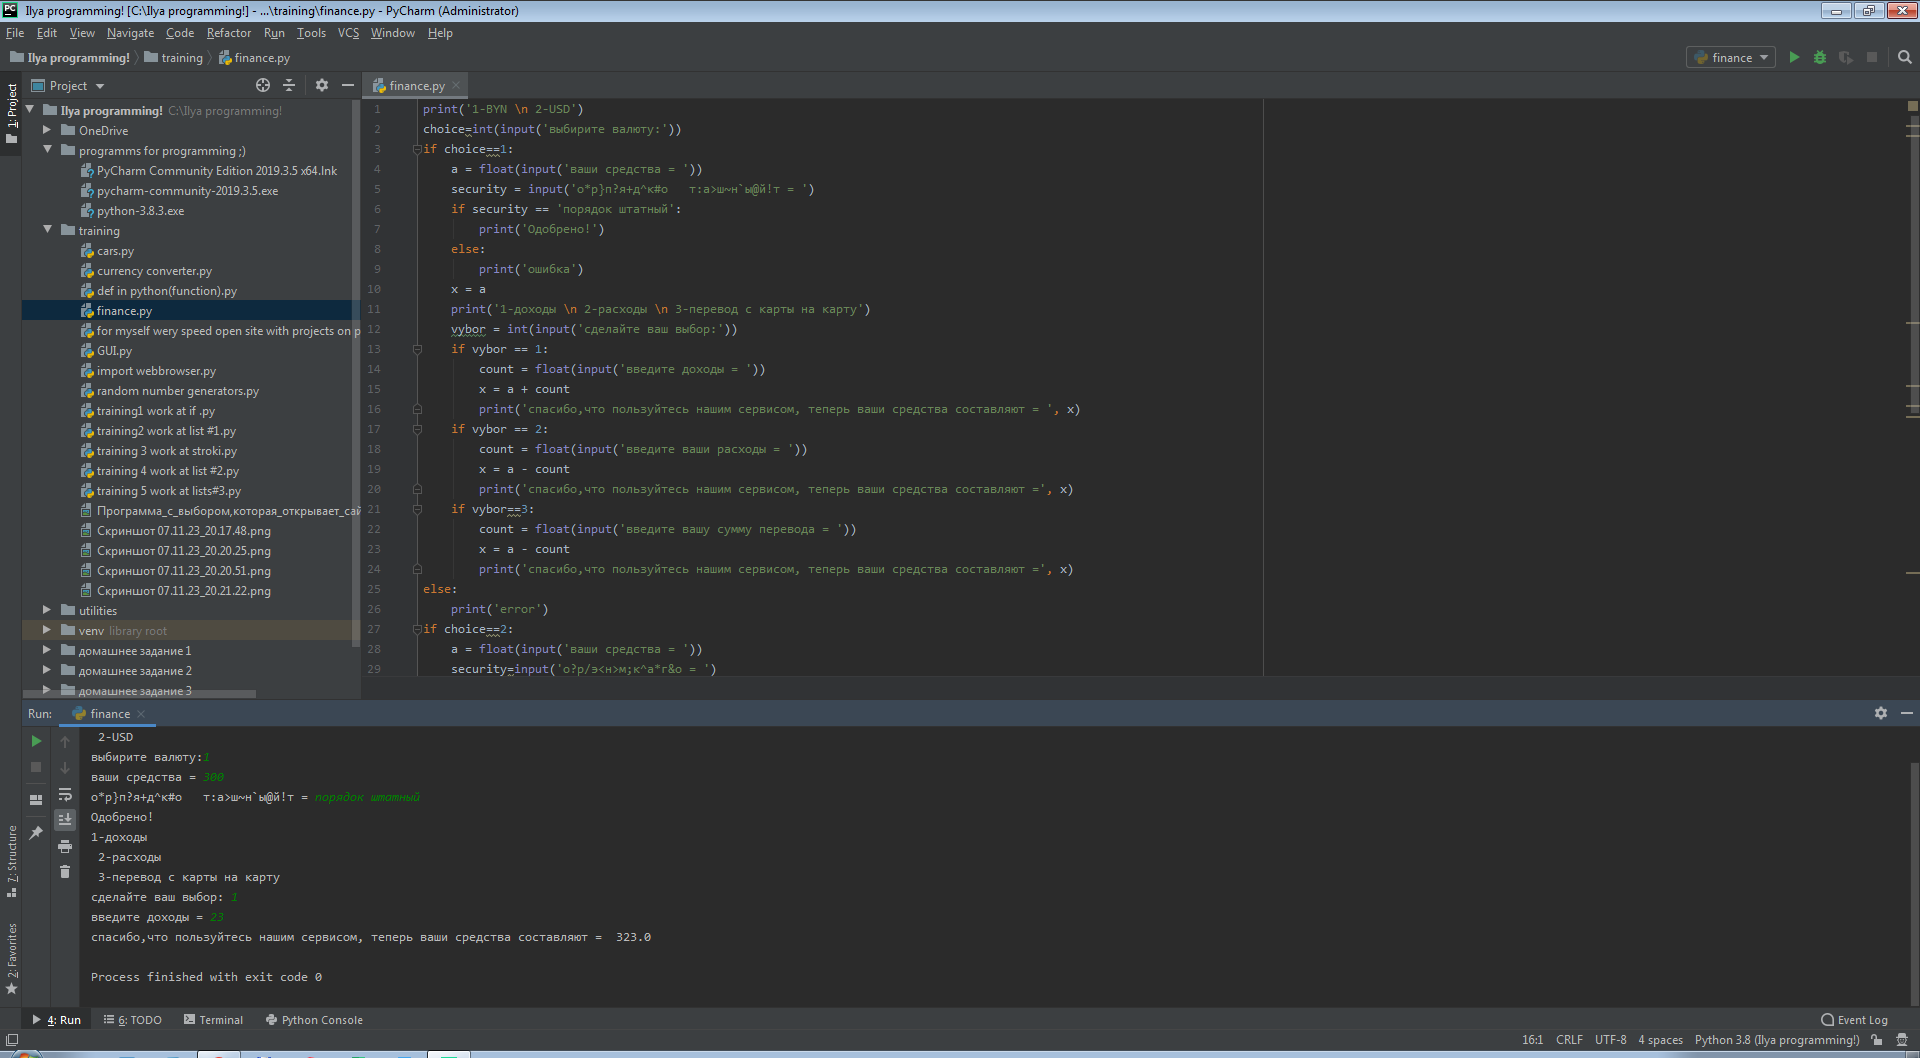 Ilya programming! [C:\Ilya programming!] - ...\training\finance.py - PyCharm (Administrator)
File Edit View Navigate Code Refactor Run Tools VCS Window Help
Ilya programming! training finance.py
finance
1: Project
Project
finance.py
Ilya programming! C:\Ilya programming!
OneDrive
programms for programming ;)
PyCharm Community Edition 2019.3.5 x64.lnk
pycharm-community-2019.3.5.exe
python-3.8.3.exe
training
cars.py
currency converter.py
def in python(function).py
finance.py
for myself wery speed open site with projects on p
GUI.py
import webbrowser.py
random number generators.py
training1 work at if .py
training2 work at list #1.py
training 3 work at stroki.py
training 4 work at list #2.py
training 5 work at lists#3.py
Программа_с_выбором,которая_открывает_сай
Скриншот 07.11.23_20.17.48.png
Скриншот 07.11.23_20.20.25.png
Скриншот 07.11.23_20.20.51.png
Скриншот 07.11.23_20.21.22.png
utilities
venv library root
домашнее задание 1
домашнее задание 2
домашнее задание 3
1 print('1-BYN \n 2-USD')
2 choice=int(input('выбирите валюту:'))
3 if choice==1:
4 a = float(input('ваши средства = '))
5 security = input('о*р}п?я+д^к#о   т:а>ш~н`ы@й!т = ')
6 if security == 'порядок штатный':
7 print('Одобрено!')
8 else:
9 print('ошибка')
10 x = a
11 print('1-доходы \n 2-расходы \n 3-перевод с карты на карту')
12 vybor = int(input('сделайте ваш выбор:'))
13 if vybor == 1:
14 count = float(input('введите доходы = '))
15 x = a + count
16 print('спасибо,что пользуйтесь нашим сервисом, теперь ваши средства составляют = ', x)
17 if vybor == 2:
18 count = float(input('введите ваши расходы = '))
19 x = a - count
20 print('спасибо,что пользуйтесь нашим сервисом, теперь ваши средства составляют =', x)
21 if vybor==3:
22 count = float(input('введите вашу сумму перевода = '))
23 x = a - count
24 print('спасибо,что пользуйтесь нашим сервисом, теперь ваши средства составляют =', x)
25 else:
26 print('error')
27 if choice==2:
28 a = float(input('ваши средства = '))
29 security=input('о?р/э<н>м;к^а*г&о = ')
Run: finance
2-USD
выбирите валюту:1
ваши средства = 300
о*р}п?я+д^к#о   т:а>ш~н`ы@й!т = порядок штатный
Одобрено!
1-доходы
2-расходы
3-перевод с карты на карту
сделайте ваш выбор: 1
введите доходы = 23
спасибо,что пользуйтесь нашим сервисом, теперь ваши средства составляют =  323.0
Process finished with exit code 0
7: Structure
2: Favorites
4: Run 6: TODO Terminal Python Console Event Log
16:1 CRLF UTF-8 4 spaces Python 3.8 (Ilya programming!)